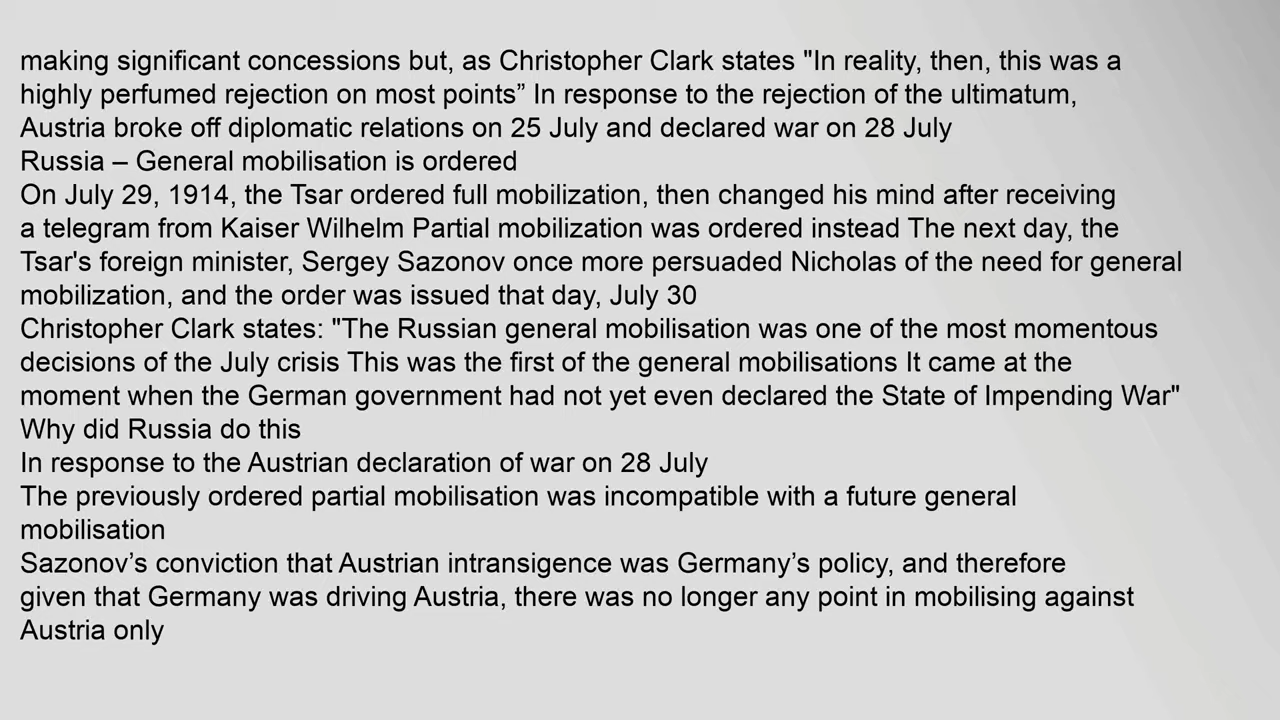 making significant concessions but, as Christopher Clark states "In reality, then, this was a
highly perfumed rejection on most points” In response to the rejection of the ultimatum,
Austria broke off diplomatic relations on 25 July and declared war on 28 July
Russia – General mobilisation is ordered
On July 29, 1914, the Tsar ordered full mobilization, then changed his mind after receiving
a telegram from Kaiser Wilhelm Partial mobilization was ordered instead The next day, the
Tsar's foreign minister, Sergey Sazonov once more persuaded Nicholas of the need for general
mobilization, and the order was issued that day, July 30
Christopher Clark states: "The Russian general mobilisation was one of the most momentous
decisions of the July crisis This was the first of the general mobilisations It came at the
moment when the German government had not yet even declared the State of Impending War"
Why did Russia do this
In response to the Austrian declaration of war on 28 July
The previously ordered partial mobilisation was incompatible with a future general
mobilisation
Sazonov’s conviction that Austrian intransigence was Germany’s policy, and therefore
given that Germany was driving Austria, there was no longer any point in mobilising against
Austria only